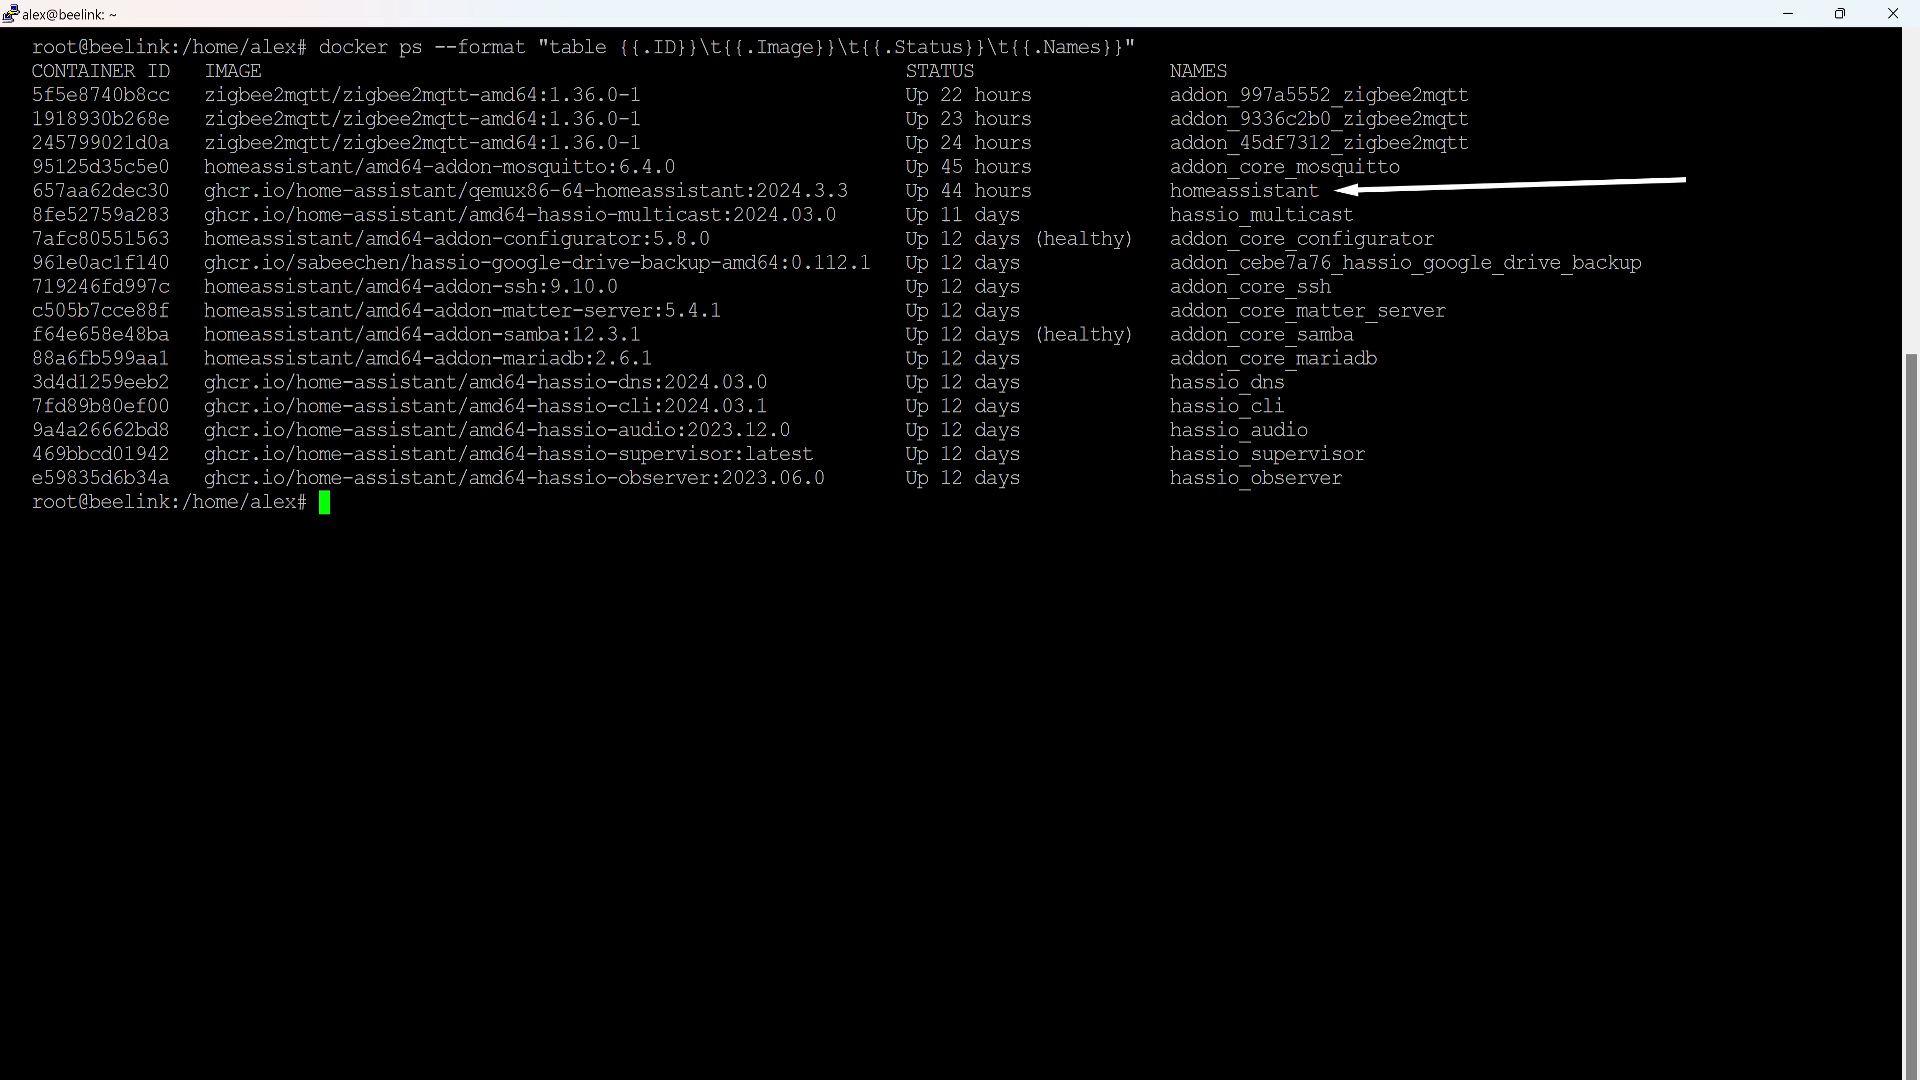 alex@beelink: ~
root@beelink:/home/alex# docker ps --format "table {{.ID}}\t{{.Image}}\t{{.Status}}\t{{.Names}}"
CONTAINER ID IMAGE STATUS NAMES
5f5e8740b8cc zigbee2mqtt/zigbee2mqtt-amd64:1.36.0-1 Up 22 hours addon_997a5552_zigbee2mqtt
1918930b268e zigbee2mqtt/zigbee2mqtt-amd64:1.36.0-1 Up 23 hours addon_9336c2b0_zigbee2mqtt
245799021d0a zigbee2mqtt/zigbee2mqtt-amd64:1.36.0-1 Up 24 hours addon_45df7312_zigbee2mqtt
95125d35c5e0 homeassistant/amd64-addon-mosquitto:6.4.0 Up 45 hours addon_core_mosquitto
657aa62dec30 ghcr.io/home-assistant/qemux86-64-homeassistant:2024.3.3 Up 44 hours homeassistant
8fe52759a283 ghcr.io/home-assistant/amd64-hassio-multicast:2024.03.0 Up 11 days hassio_multicast
7afc80551563 homeassistant/amd64-addon-configurator:5.8.0 Up 12 days (healthy) addon_core_configurator
961e0ac1f140 ghcr.io/sabeechen/hassio-google-drive-backup-amd64:0.112.1 Up 12 days addon_cebe7a76_hassio_google_drive_backup
719246fd997c homeassistant/amd64-addon-ssh:9.10.0 Up 12 days addon_core_ssh
c505b7cce88f homeassistant/amd64-addon-matter-server:5.4.1 Up 12 days addon_core_matter_server
f64e658e48ba homeassistant/amd64-addon-samba:12.3.1 Up 12 days (healthy) addon_core_samba
88a6fb599aa1 homeassistant/amd64-addon-mariadb:2.6.1 Up 12 days addon_core_mariadb
3d4d1259eeb2 ghcr.io/home-assistant/amd64-hassio-dns:2024.03.0 Up 12 days hassio_dns
7fd89b80ef00 ghcr.io/home-assistant/amd64-hassio-cli:2024.03.1 Up 12 days hassio_cli
9a4a26662bd8 ghcr.io/home-assistant/amd64-hassio-audio:2023.12.0 Up 12 days hassio_audio
469bbcd01942 ghcr.io/home-assistant/amd64-hassio-supervisor:latest Up 12 days hassio_supervisor
e59835d6b34a ghcr.io/home-assistant/amd64-hassio-observer:2023.06.0 Up 12 days hassio_observer
root@beelink:/home/alex#